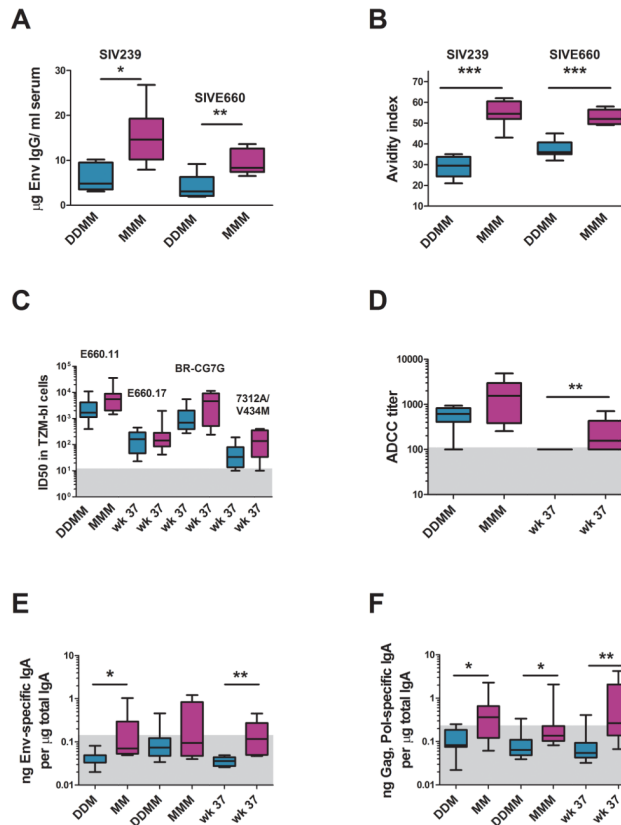 A
SIV239
*
SIVE660
**
µg Env IgG/ ml serum
30
20
10
0
DDMM
MMM
DDMM
MMM
B
SIV239
SIVE660
***
***
Avidity index
70
60
50
40
30
20
10
DDMM
MMM
DDMM
MMM
C
E660.11
E660.17
BR-CG7G
7312A/
V434M
ID50 in TZM-bl cells
10⁵
10⁴
10³
10²
10¹
10⁰
DDMM
MMM
wk 37
wk 37
wk 37
wk 37
wk 37
wk 37
D
**
ADCC titer
10000
1000
100
10
DDMM
MMM
wk 37
wk 37
E
*
**
ng Env-specific IgA
per µg total IgA
10
1
0.1
0.01
DDM
MM
DDMM
MMM
wk 37
wk 37
F
*
*
**
ng Gag, Pol-specific IgA
per µg total IgA
10
1
0.1
0.01
DDM
MM
DDMM
MMM
wk 37
wk 37